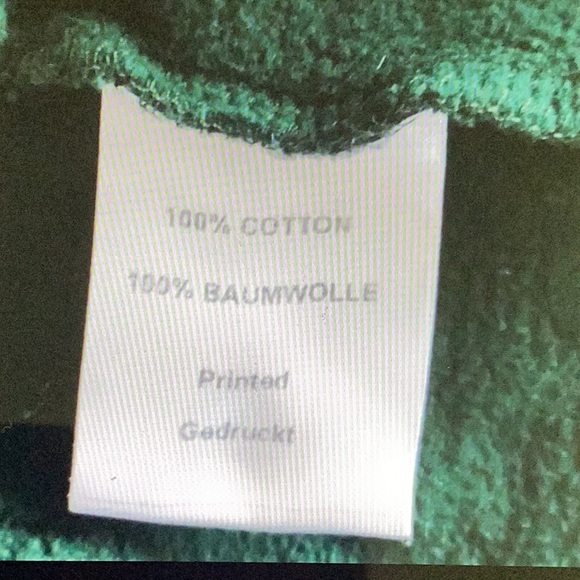 100% COTTON
100% BAUMWOLLE
Printed
Gedruckt